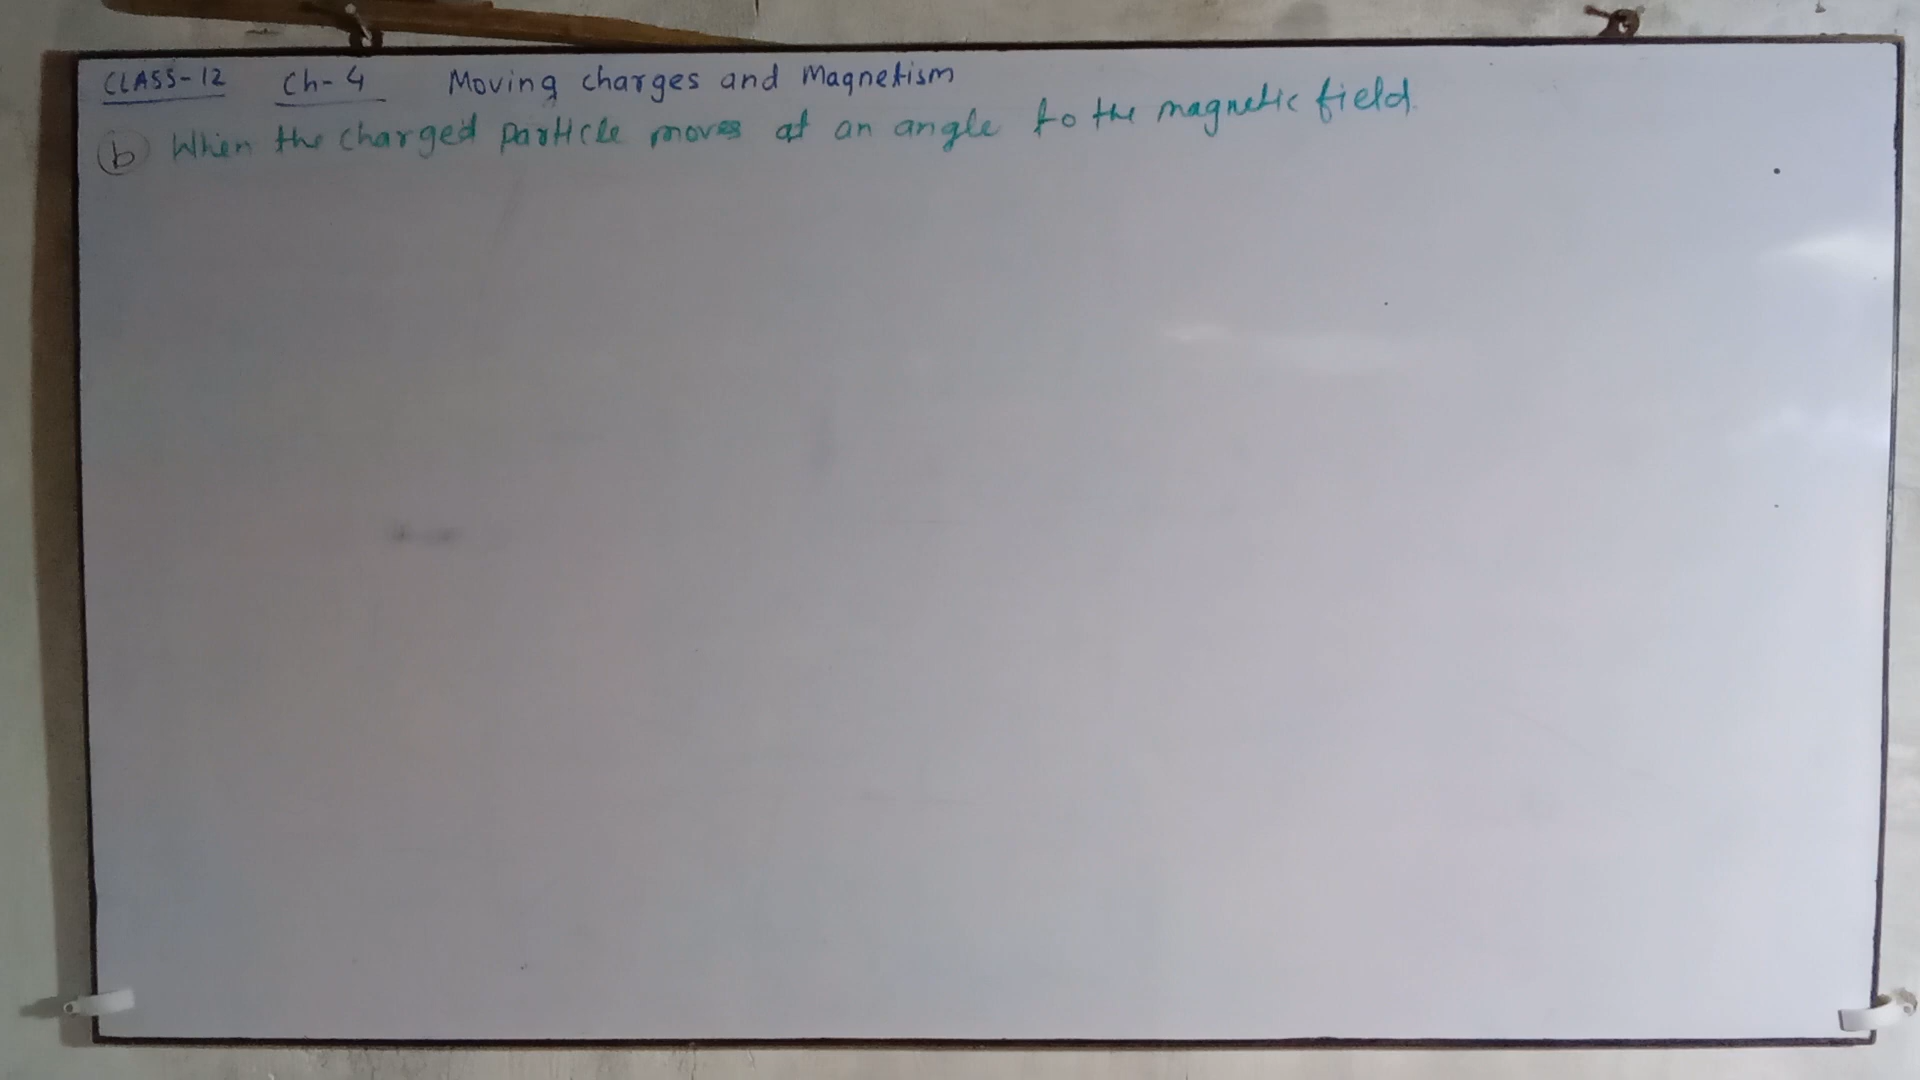 CLASS-12 Ch-4 Moving charges and Magnetism
(b) When the charged particle moves at an angle to the magnetic field.